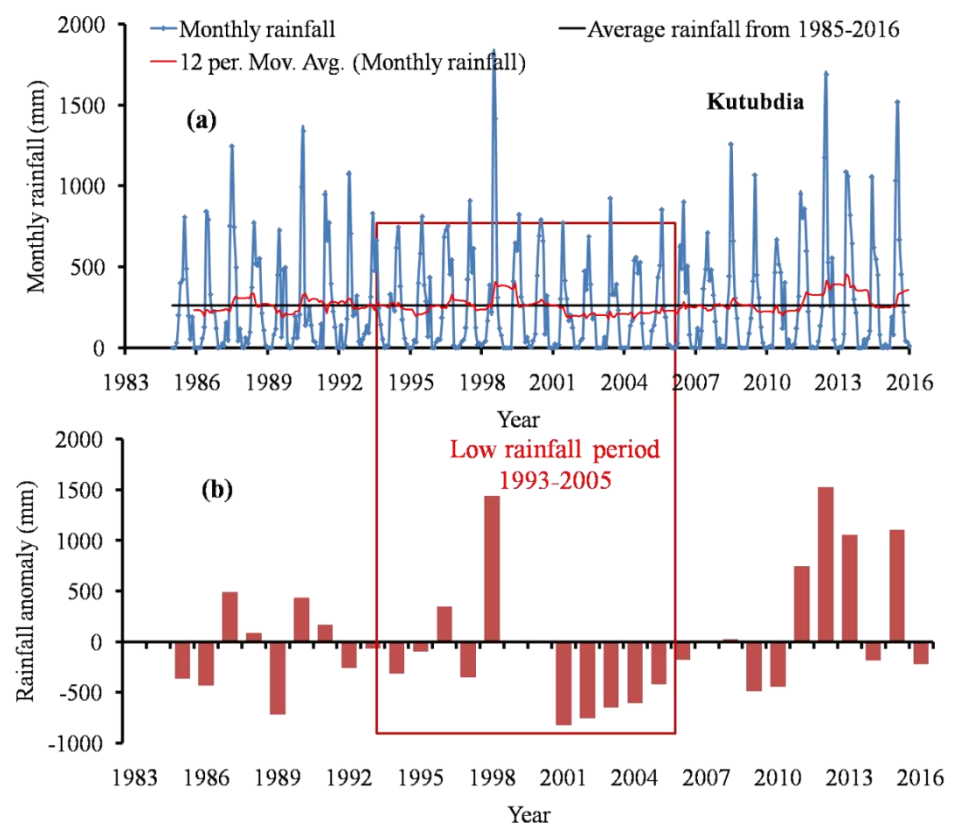 Monthly rainfall
Average rainfall from 1985-2016
12 per. Mov. Avg. (Monthly rainfall)
(a)
Kutubdia
Monthly rainfall (mm)
2000
1500
1000
500
0
1983 1986 1989 1992 1995 1998 2001 2004 2007 2010 2013 2016
Year
Low rainfall period
1993-2005
(b)
Rainfall anomaly (mm)
2000
1500
1000
500
0
-500
-1000
1983 1986 1989 1992 1995 1998 2001 2004 2007 2010 2013 2016
Year